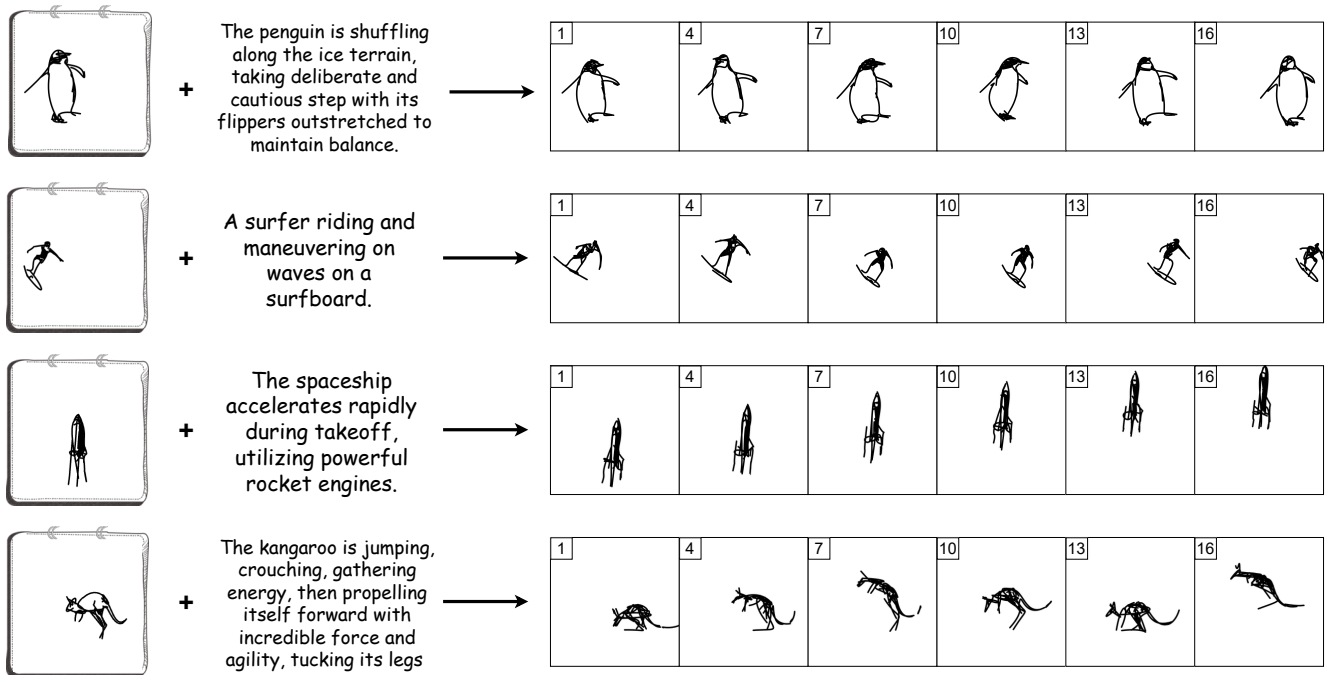 The penguin is shuffling
along the ice terrain,
taking deliberate and
cautious step with its
flippers outstretched to
maintain balance.
+
1 4 7 10 13 16
A surfer riding and
maneuvering on
waves on a
surfboard.
+
1 4 7 10 13 16
The spaceship
accelerates rapidly
during takeoff,
utilizing powerful
rocket engines.
+
1 4 7 10 13 16
The kangaroo is jumping,
crouching, gathering
energy, then propelling
itself forward with
incredible force and
agility, tucking its legs
+
1 4 7 10 13 16